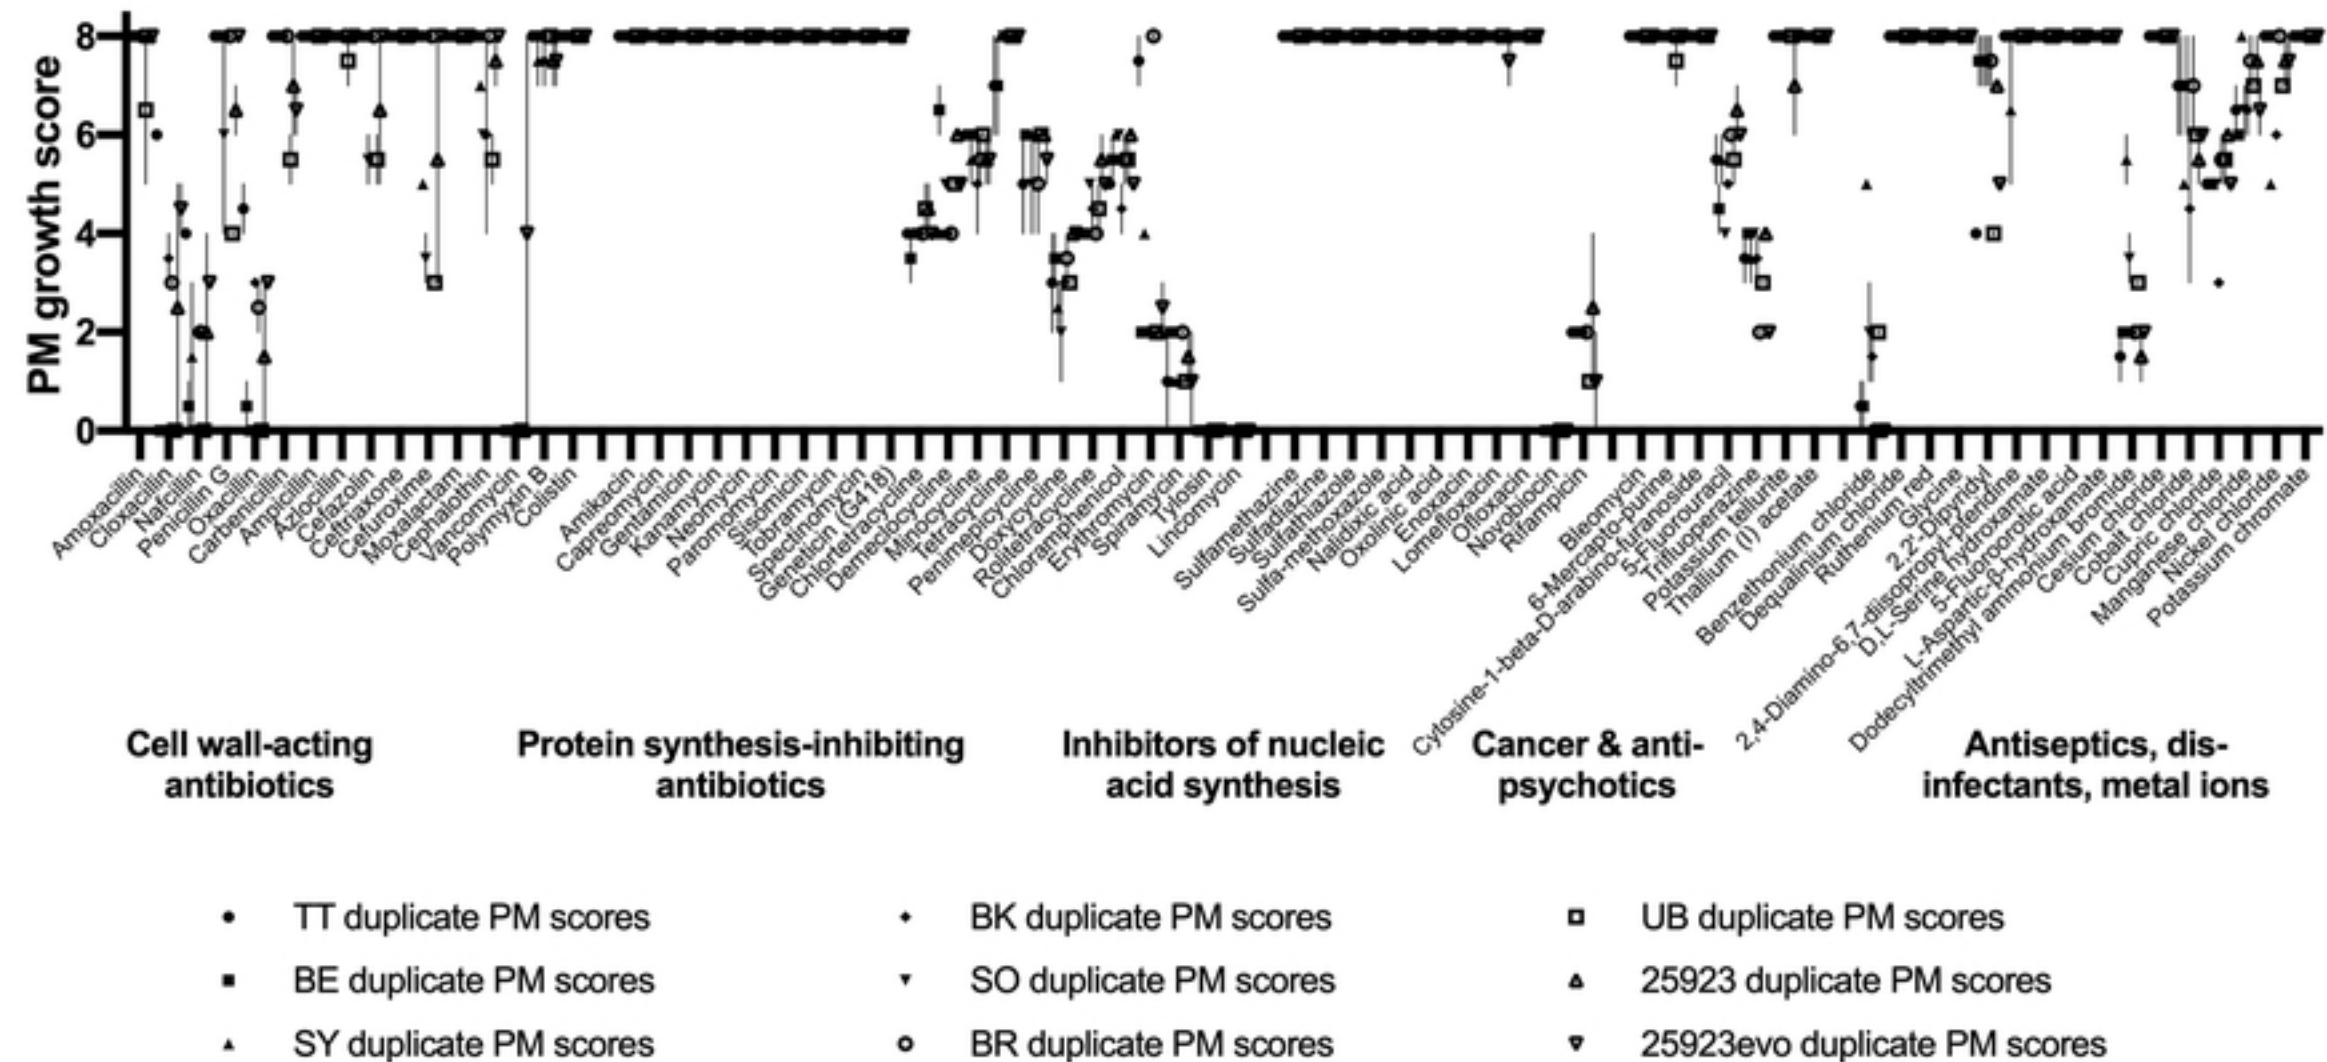 PM growth score
8
6
4
2
0
Amoxacillin
Cloxacillin
Nafcillin
Penicillin G
Oxacillin
Carbenicillin
Ampicillin
Azlocillin
Cefazolin
Ceftriaxone
Cefuroxime
Moxalactam
Cephalothin
Vancomycin
Polymyxin B
Colistin
Amikacin
Capreomycin
Gentamicin
Kanamycin
Neomycin
Paromomycin
Sisomicin
Tobramycin
Spectinomycin
Geneticin (G418)
Chlortetracycline
Demeclocycline
Minocycline
Tetracycline
Penimepicycline
Doxycycline
Rolitetracycline
Chloramphenicol
Erythromycin
Spiramycin
Tylosin
Lincomycin
Sulfamethazine
Sulfadiazine
Sulfathiazole
Sulfa-methoxazole
Nalidixic acid
Oxolinic acid
Enoxacin
Lomefloxacin
Ofloxacin
Novobiocin
Rifampicin
Bleomycin
6-Mercapto-purine
Cytosine-1-beta-D-arabino-furanoside
5-Fluorouracil
Trifluoperazine
Potassium tellurite
Thallium (I) acetate
Benzethonium chloride
Dequalinium chloride
Ruthenium red
Glycine
2,2'-Dipyridyl
2,4-Diamino-6,7-diisopropyl-pteridine
D,L-Serine hydroxamate
5-Fluoroorotic acid
L-Aspartic-β-hydroxamate
Dodecyltrimethyl ammonium bromide
Cesium chloride
Cobalt chloride
Cupric chloride
Manganese chloride
Nickel chloride
Potassium chromate
Cell wall-acting
antibiotics
Protein synthesis-inhibiting
antibiotics
Inhibitors of nucleic
acid synthesis
Cancer & anti-
psychotics
Antiseptics, dis-
infectants, metal ions
TT duplicate PM scores
BK duplicate PM scores
UB duplicate PM scores
BE duplicate PM scores
SO duplicate PM scores
25923 duplicate PM scores
SY duplicate PM scores
BR duplicate PM scores
25923evo duplicate PM scores